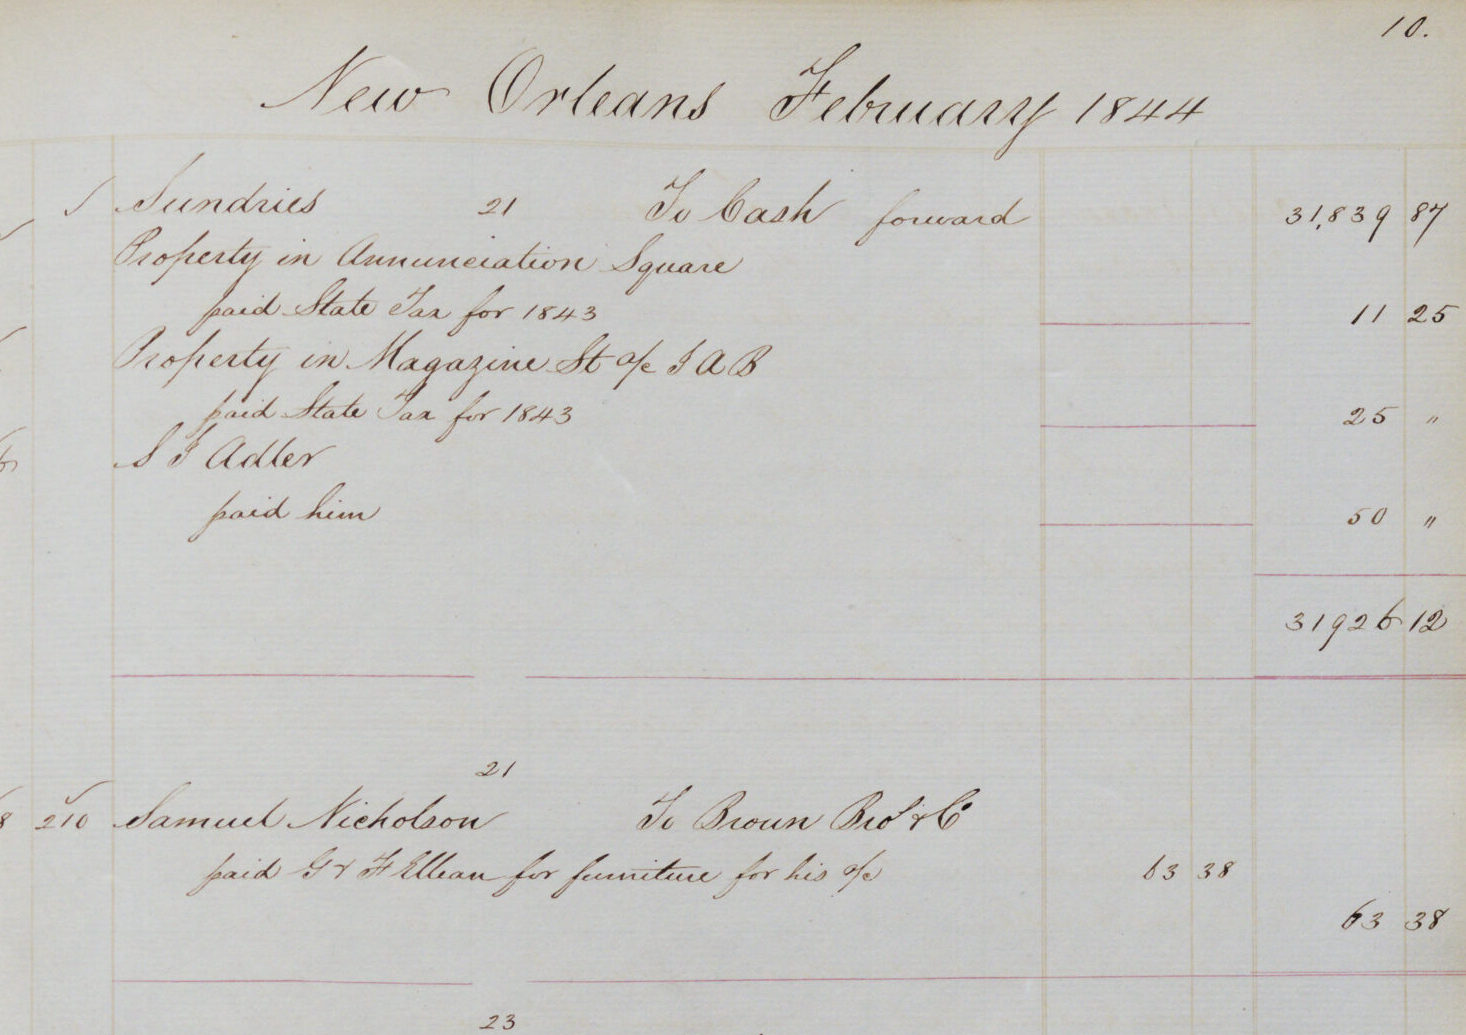 10.
New Orleans February 1844
Sundries 21 To Cash forward 31,839 87
Property in Annunciation Square
paid State Tax for 1843 11 25
Property in Magazine St a/c J A B
paid State Tax for 1843 25 "
6 S J Adler
paid him 50 "
31926 12
21
8 210 Samuel Nicholson To Brown Bros & Co
paid G & F for furniture for his a/c 63 38
63 38
23